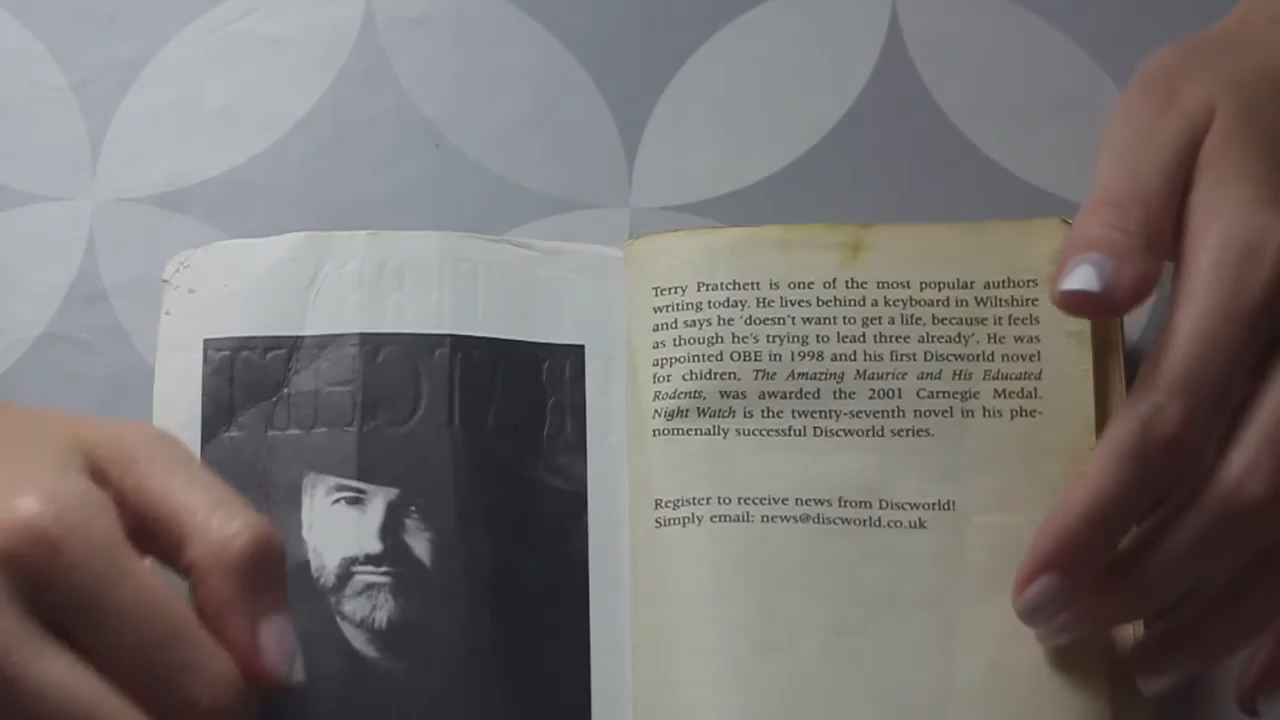 Terry Pratchett is one of the most popular authors
writing today. He lives behind a keyboard in Wiltshire
and says he ‘doesn’t want to get a life, because it feels
as though he’s trying to lead three already’. He was
appointed OBE in 1998 and his first Discworld novel
for chidren, The Amazing Maurice and His Educated
Rodents, was awarded the 2001 Carnegie Medal.
Night Watch is the twenty-seventh novel in his phe-
nomenally successful Discworld series.
Register to receive news from Discworld!
Simply email: news@discworld.co.uk